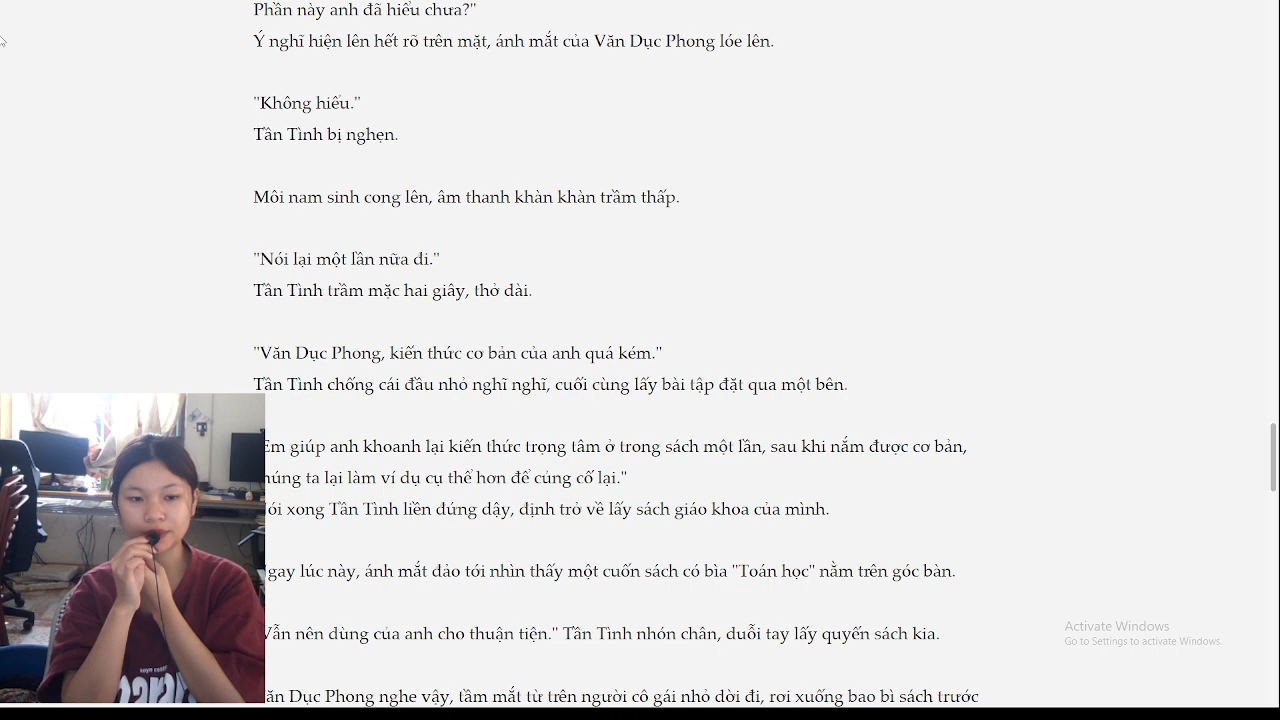 Phần này anh đã hiểu chưa?"
Ý nghĩ hiện lên hết rõ trên mặt, ánh mắt của Văn Dục Phong lóe lên.
"Không hiểu."
Tần Tình bị nghẹn.
Môi nam sinh cong lên, âm thanh khàn khàn trầm thấp.
"Nói lại một lần nữa đi."
Tần Tình trầm mặc hai giây, thở dài.
"Văn Dục Phong, kiến thức cơ bản của anh quá kém."
Tần Tình chống cái đầu nhỏ nghĩ nghĩ, cuối cùng lấy bài tập đặt qua một bên.
Em giúp anh khoanh lại kiến thức trọng tâm ở trong sách một lần, sau khi nắm được cơ bản,
húng ta lại làm ví dụ cụ thể hơn để củng cố lại."
ói xong Tần Tình liền đứng dậy, định trở về lấy sách giáo khoa của mình.
gay lúc này, ánh mắt đảo tới nhìn thấy một cuốn sách có bìa "Toán học" nằm trên góc bàn.
Vẫn nên dùng của anh cho thuận tiện." Tần Tình nhón chân, duỗi tay lấy quyển sách kia.
Activate Windows
Go to Settings to activate Windows.
ăn Dục Phong nghe vậy, tầm mắt từ trên người cô gái nhỏ dời đi, rơi xuống bao bì sách trước